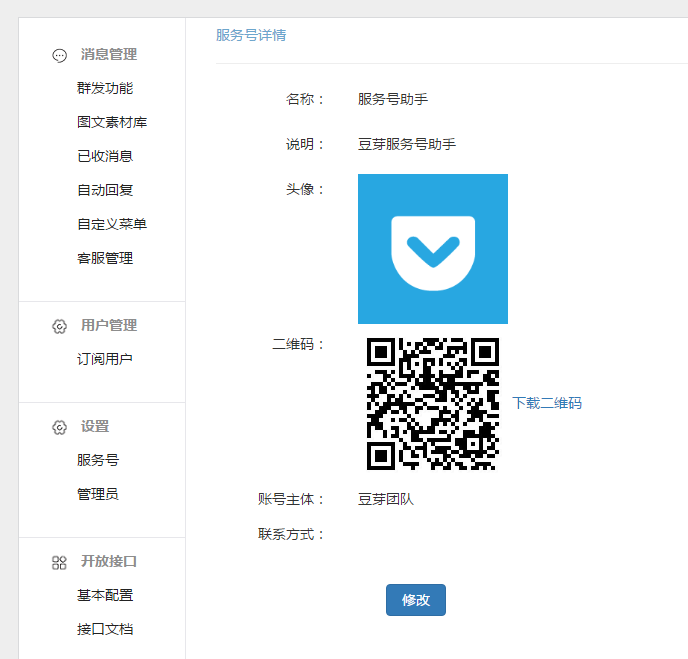 消息管理
群发功能
图文素材库
已收消息
自动回复
自定义菜单
客服管理
用户管理
订阅用户
设置
服务号
管理员
开放接口
基本配置
接口文档
服务号详情
名称： 服务号助手
说明： 豆芽服务号助手
头像：
二维码： 下载二维码
账号主体： 豆芽团队
联系方式：
修改